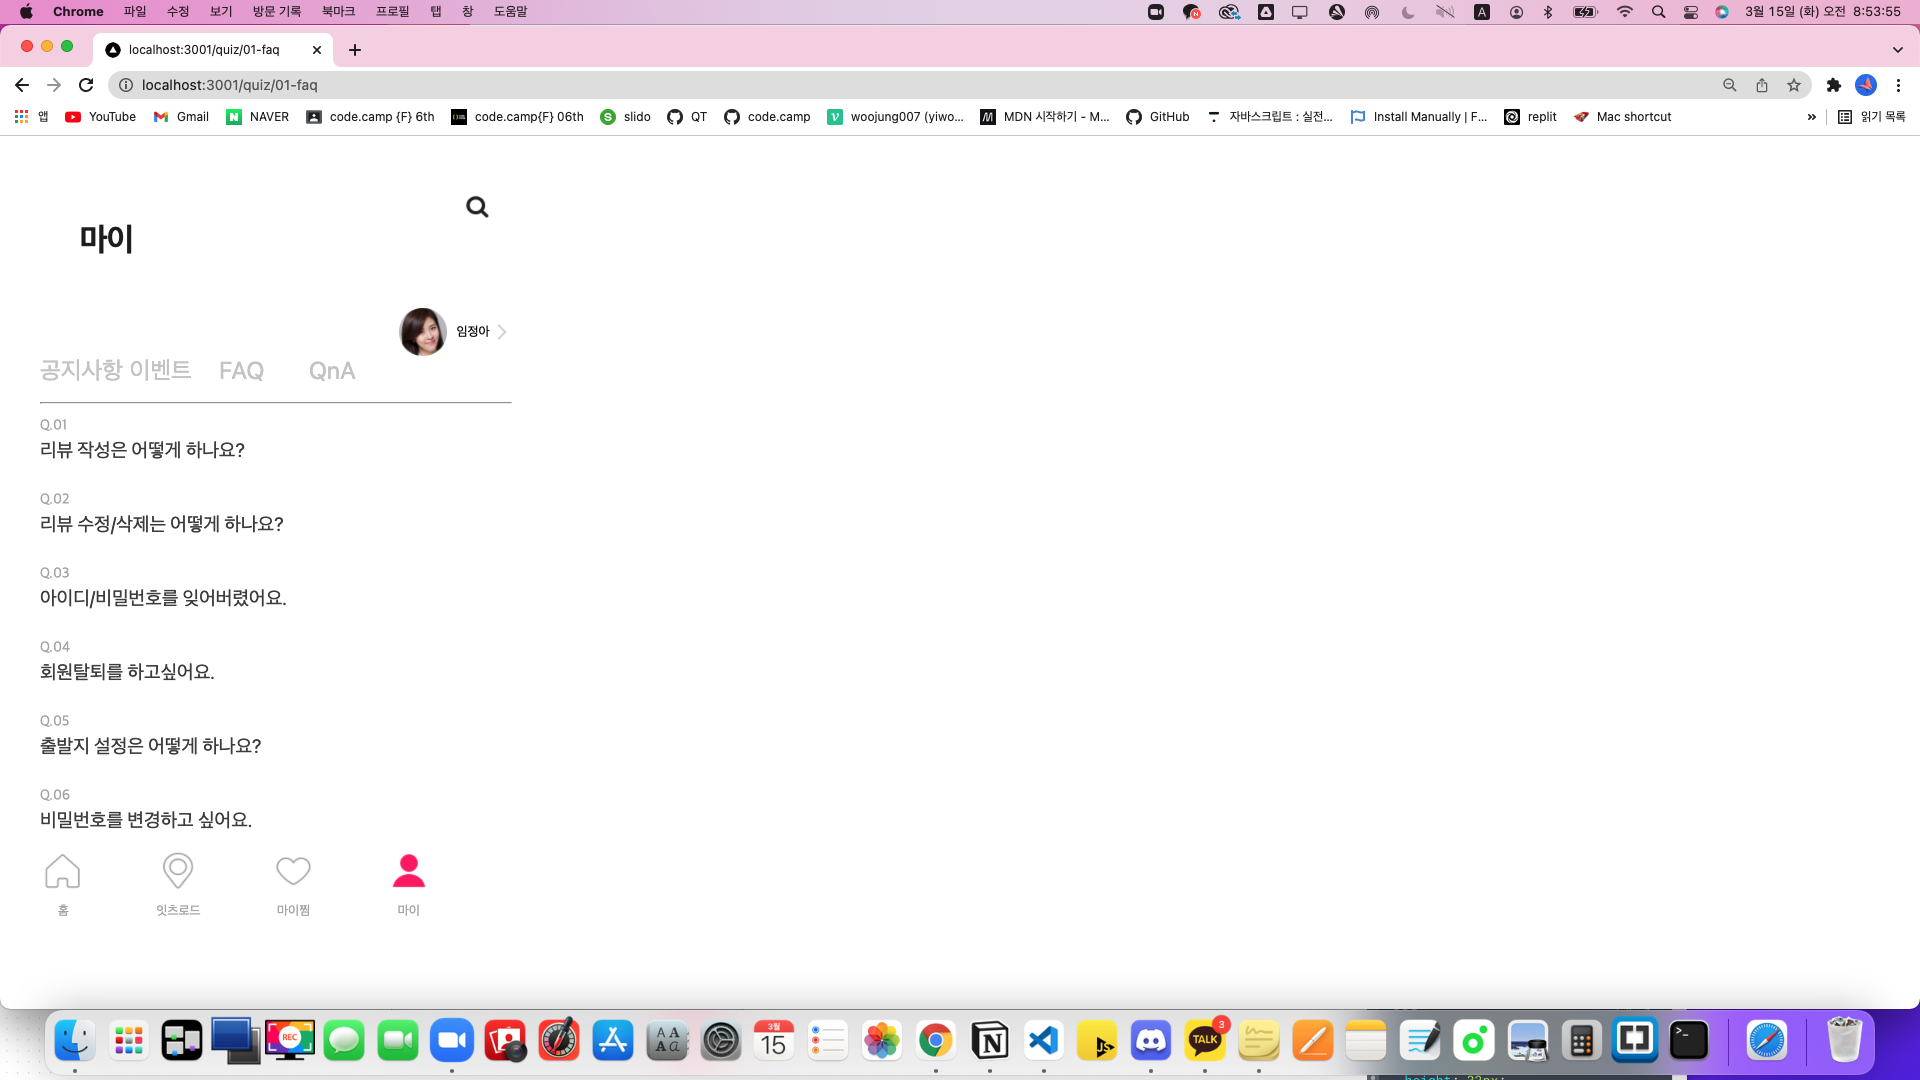 Chrome 파일 수정 보기 방문 기록 북마크 프로필 탭 창 도움말 A 3월 15일 (화) 오전 8:53:55
localhost:3001/quiz/01-faq
localhost:3001/quiz/01-faq
앱 YouTube Gmail NAVER code.camp {F} 6th code.camp{F} 06th slido QT code.camp woojung007 (yiwo... MDN 시작하기 - M... GitHub 자바스크립트 : 실전... Install Manually | F... replit Mac shortcut » 읽기 목록
마이
임정아
공지사항 이벤트 FAQ QnA
Q.01
리뷰 작성은 어떻게 하나요?
Q.02
리뷰 수정/삭제는 어떻게 하나요?
Q.03
아이디/비밀번호를 잊어버렸어요.
Q.04
회원탈퇴를 하고싶어요.
Q.05
출발지 설정은 어떻게 하나요?
Q.06
비밀번호를 변경하고 싶어요.
홈 잇츠로드 마이찜 마이
REC 3월 15 TALK 3